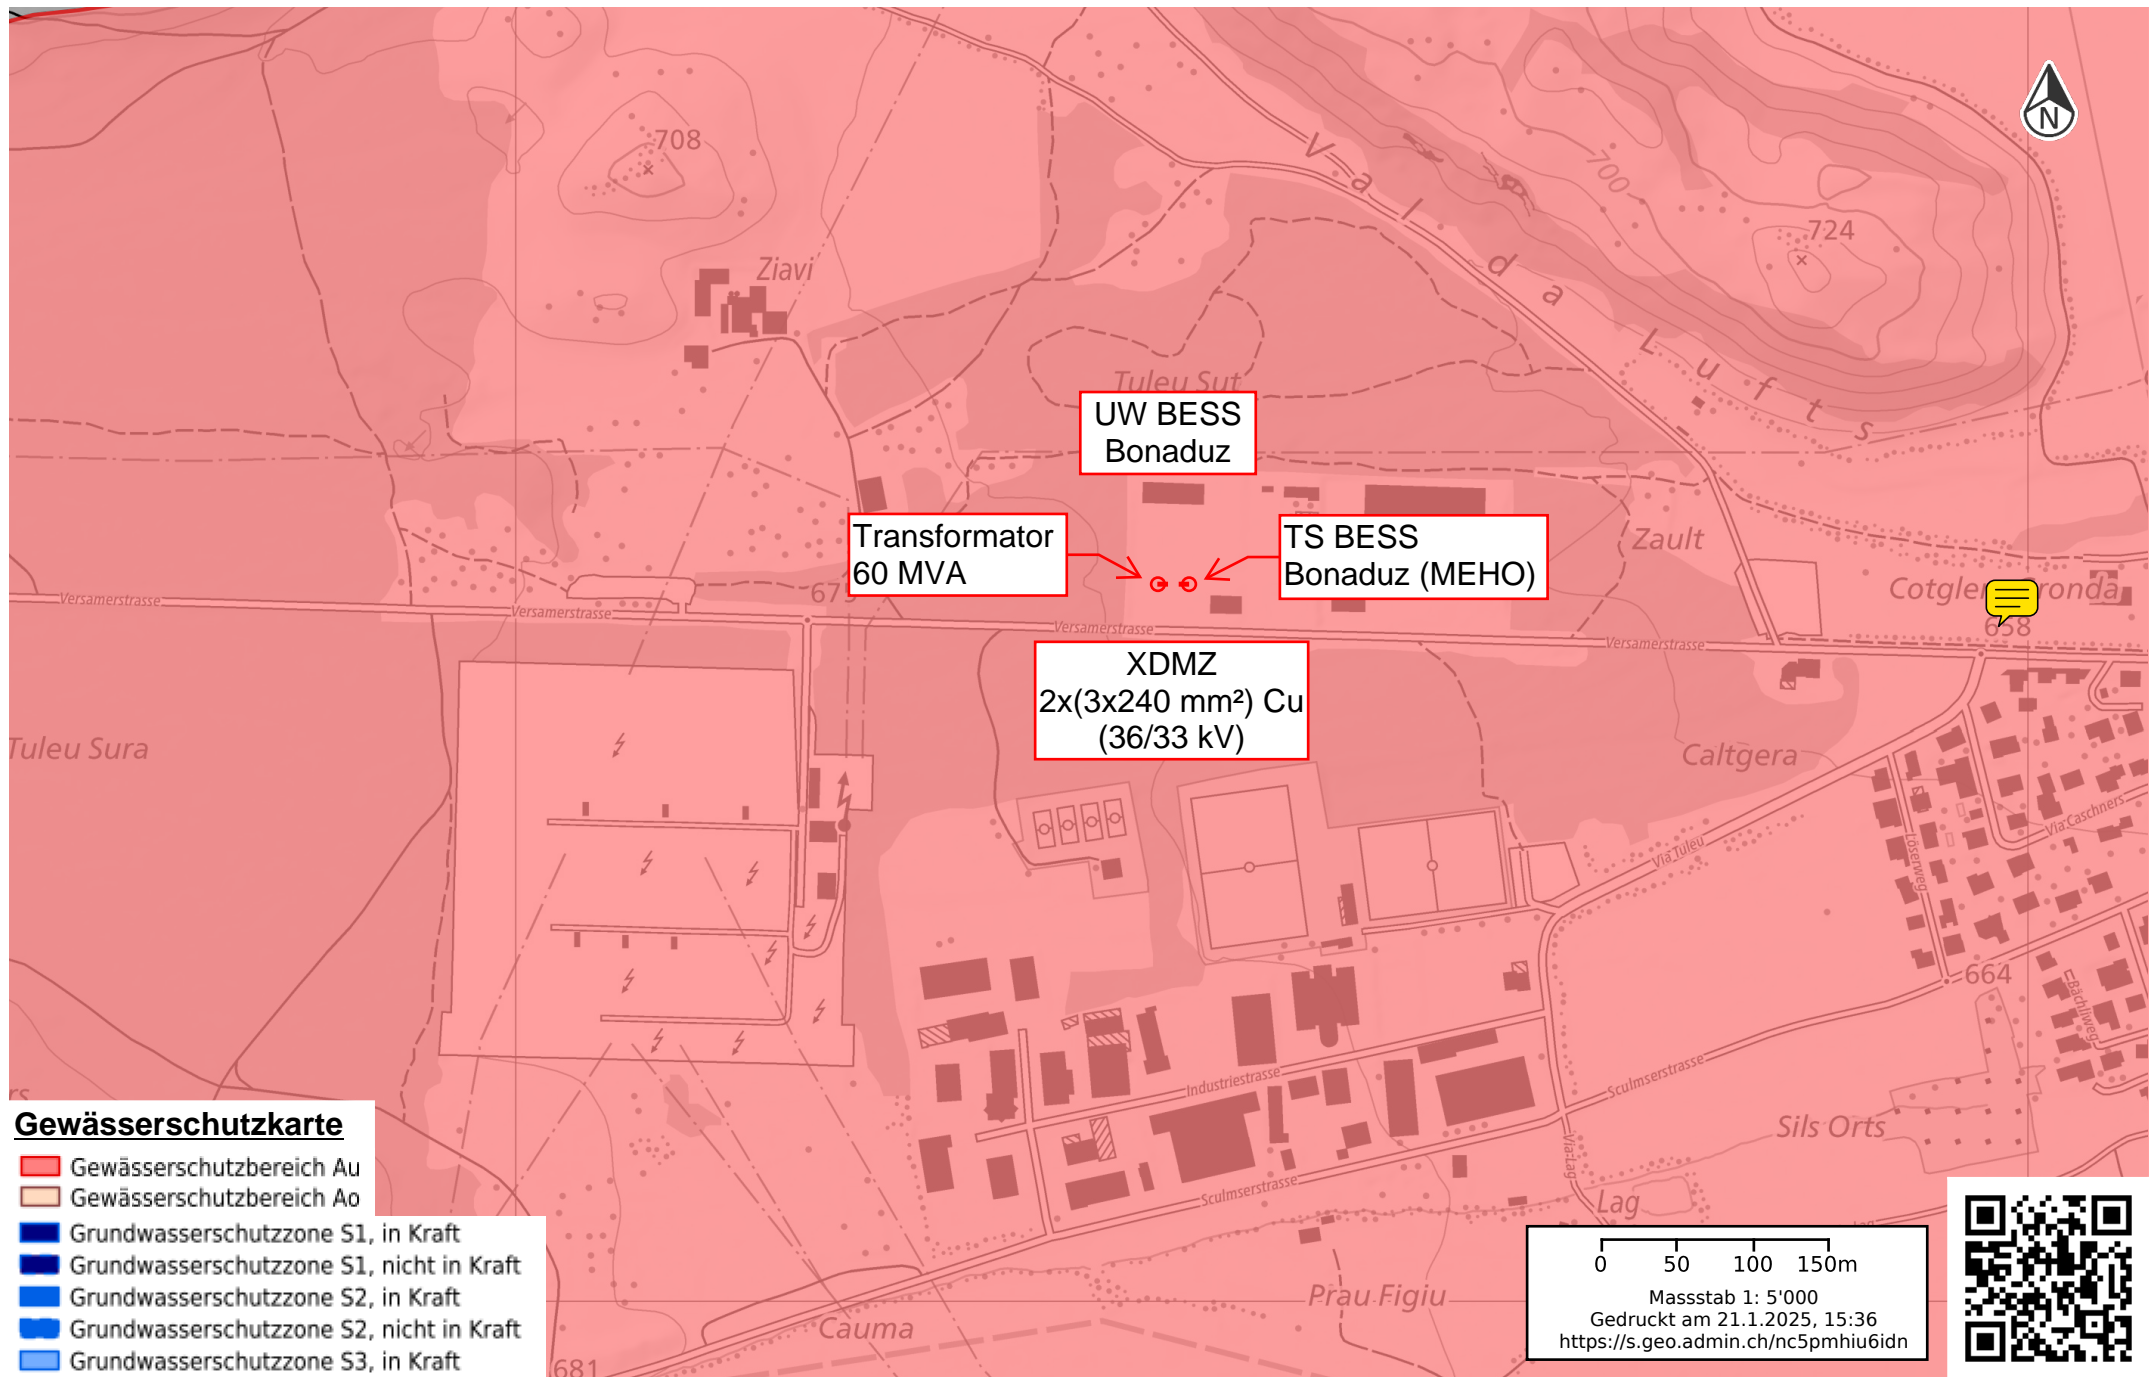 708
Ziavi
Val da Lufts
700
724
N
Tuleu Sut
UW BESS
Bonaduz
Transformator
60 MVA
TS BESS
Bonaduz (MEHO)
Zault
Versamerstrasse
Versamerstrasse
Versamerstrasse
Versamerstrasse
658
XDMZ
2x(3x240 mm²) Cu
(36/33 kV)
Tuleu Sura
Caltgera
Via Caschners
Löserweg
Via Tuleu
664
Bächliweg
Industriestrasse
Sculmserstrasse
Sculmserstrasse
Sils Orts
Via Lag
Lag
Prau Figiu
Cauma
681
Gewässerschutzkarte
Gewässerschutzbereich Au
Gewässerschutzbereich Ao
Grundwasserschutzzone S1, in Kraft
Grundwasserschutzzone S1, nicht in Kraft
Grundwasserschutzzone S2, in Kraft
Grundwasserschutzzone S2, nicht in Kraft
Grundwasserschutzzone S3, in Kraft
0 50 100 150m
Massstab 1: 5'000
Gedruckt am 21.1.2025, 15:36
https://s.geo.admin.ch/nc5pmhiu6idn